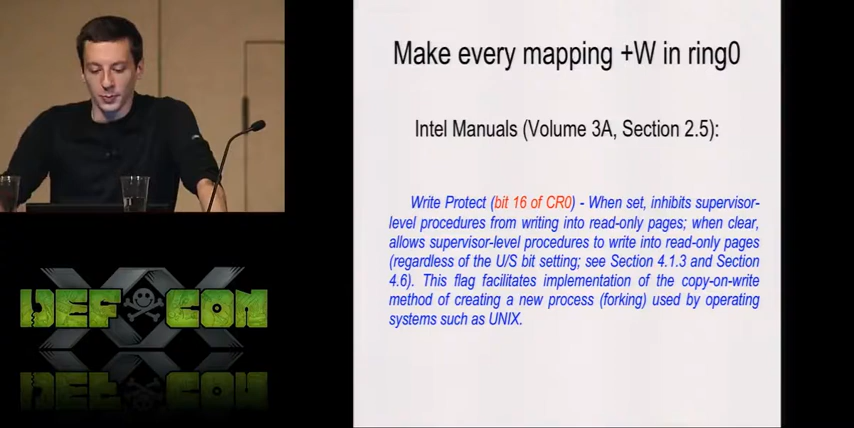 Make every mapping +W in ring0
Intel Manuals (Volume 3A, Section 2.5):
Write Protect (bit 16 of CR0) - When set, inhibits supervisor-
level procedures from writing into read-only pages; when clear,
allows supervisor-level procedures to write into read-only pages
(regardless of the U/S bit setting; see Section 4.1.3 and Section
4.6). This flag facilitates implementation of the copy-on-write
method of creating a new process (forking) used by operating
systems such as UNIX.
XX
DEF CON